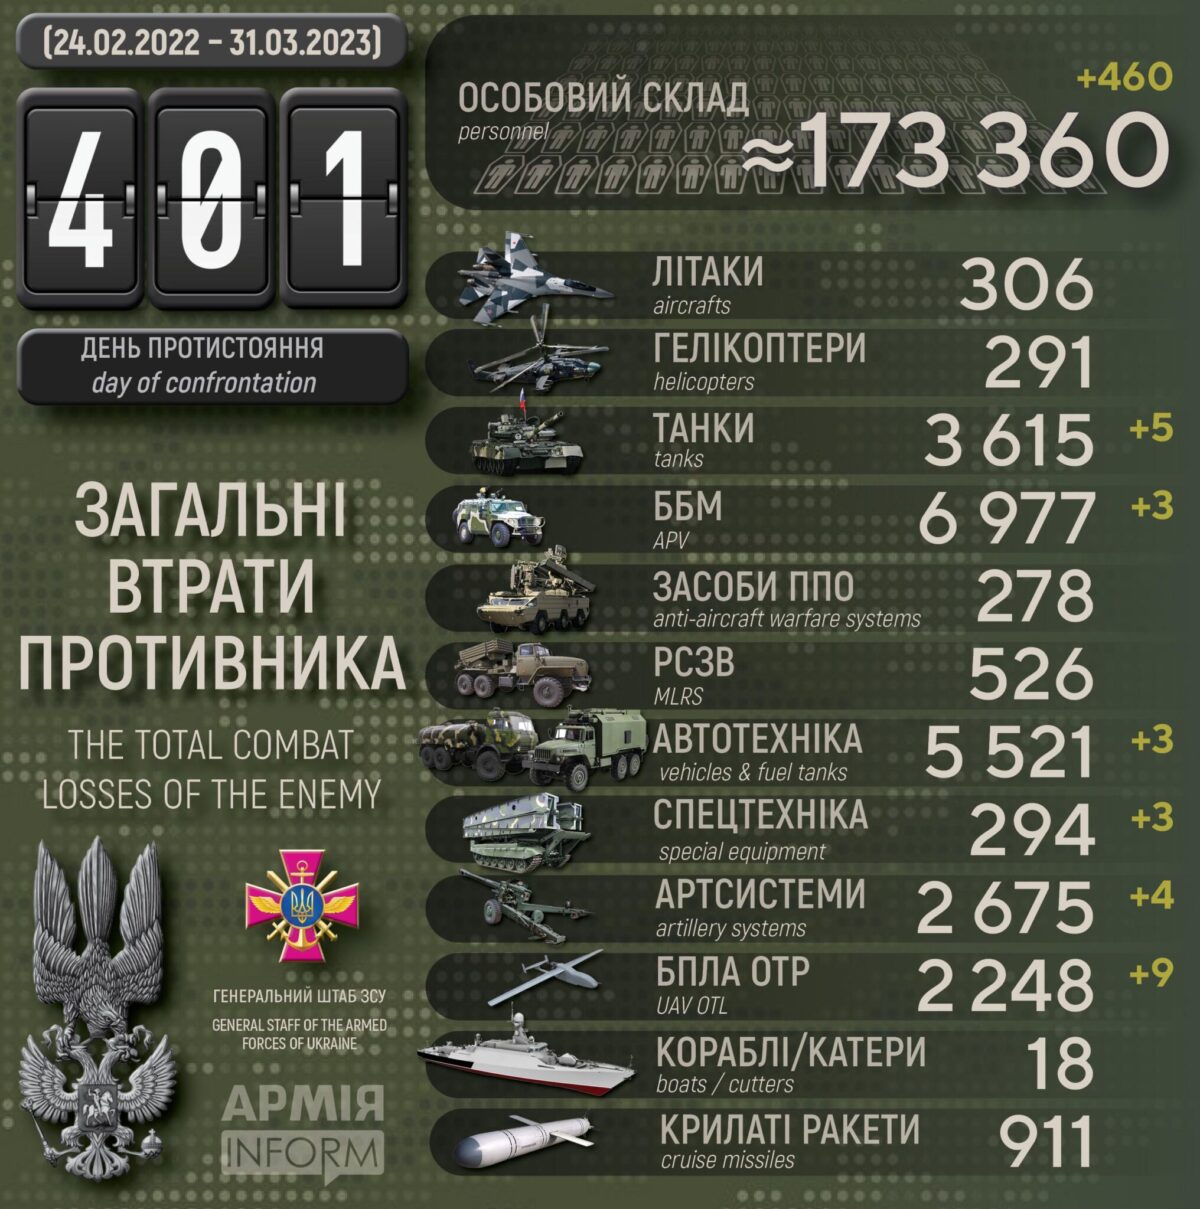 (24.02.2022 – 31.03.2023)
401
ДЕНЬ ПРОТИСТОЯННЯ
day of confrontation
ЗАГАЛЬНІ
ВТРАТИ
ПРОТИВНИКА
THE TOTAL COMBAT
LOSSES OF THE ENEMY
ГЕНЕРАЛЬНИЙ ШТАБ ЗСУ
GENERAL STAFF OF THE ARMED
FORCES OF UKRAINE
АРМІЯ
INFORM
ОСОБОВИЙ СКЛАД
personnel
+460
≈173 360
ЛІТАКИ
aircrafts
306
ГЕЛІКОПТЕРИ
helicopters
291
ТАНКИ
tanks
3 615 +5
ББМ
APV
6 977 +3
ЗАСОБИ ППО
anti-aircraft warfare systems
278
РСЗВ
MLRS
526
АВТОТЕХНІКА
vehicles & fuel tanks
5 521 +3
СПЕЦТЕХНІКА
special equipment
294 +3
АРТСИСТЕМИ
artillery systems
2 675 +4
БПЛА ОТР
UAV OTL
2 248 +9
КОРАБЛІ/КАТЕРИ
boats / cutters
18
КРИЛАТІ РАКЕТИ
cruise missiles
911